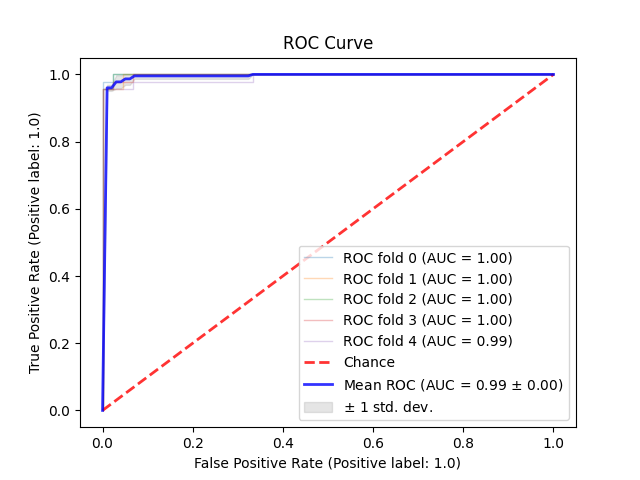 ROC Curve
True Positive Rate (Positive label: 1.0)
1.0
0.8
0.6
0.4
0.2
0.0
ROC fold 0 (AUC = 1.00)
ROC fold 1 (AUC = 1.00)
ROC fold 2 (AUC = 1.00)
ROC fold 3 (AUC = 1.00)
ROC fold 4 (AUC = 0.99)
Chance
Mean ROC (AUC = 0.99 ± 0.00)
± 1 std. dev.
0.0 0.2 0.4 0.6 0.8 1.0
False Positive Rate (Positive label: 1.0)